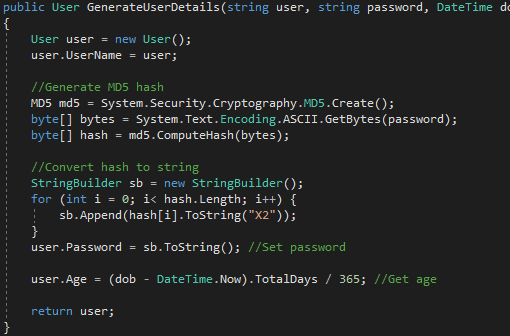 public User GenerateUserDetails(string user, string password, DateTime do
{
User user = new User();
user.UserName = user;
//Generate MD5 hash
MD5 md5 = System.Security.Cryptography.MD5.Create();
byte[] bytes = System.Text.Encoding.ASCII.GetBytes(password);
byte[] hash = md5.ComputeHash(bytes);
//Convert hash to string
StringBuilder sb = new StringBuilder();
for (int i = 0; i< hash.Length; i++) {
sb.Append(hash[i].ToString("X2"));
}
user.Password = sb.ToString(); //Set password
user.Age = (dob - DateTime.Now).TotalDays / 365; //Get age
return user;
}